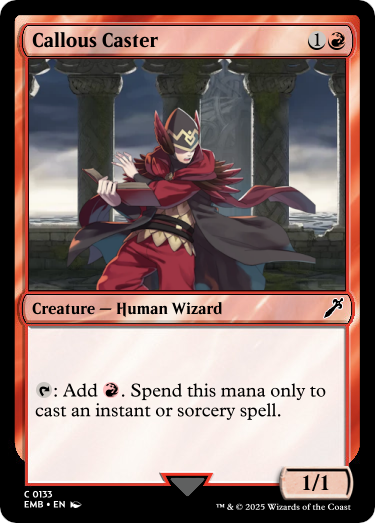 Callous Caster 1
Creature — Human Wizard
: Add . Spend this mana only to
cast an instant or sorcery spell.
1/1
C 0133
EMB • EN
™ & © 2025 Wizards of the Coast